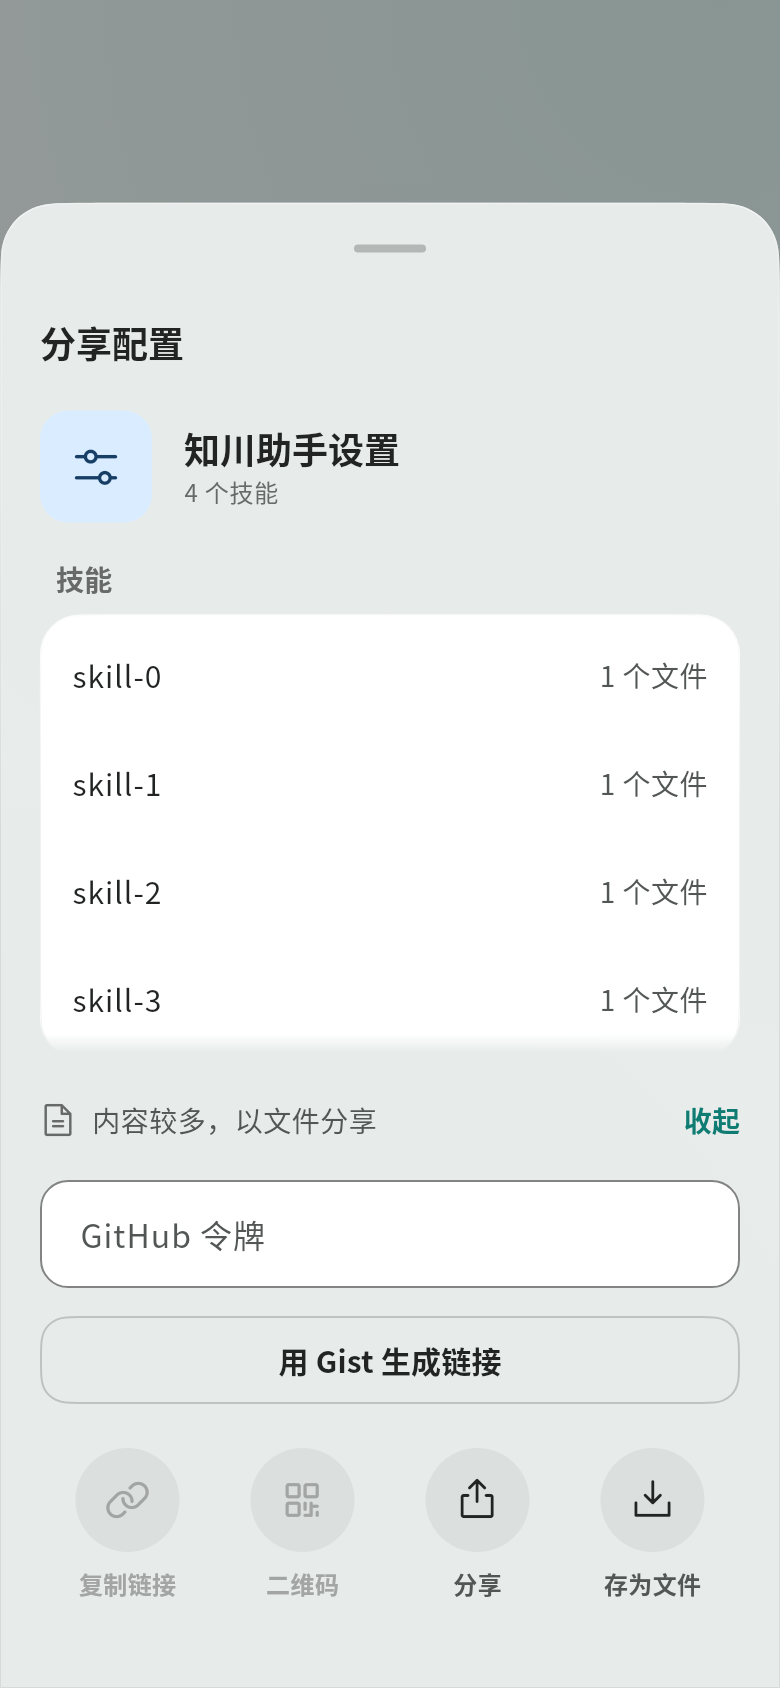 分享配置
知川助手设置
4 个技能
技能
skill-0 1 个文件
skill-1 1 个文件
skill-2 1 个文件
skill-3 1 个文件
内容较多，以文件分享 收起
GitHub 令牌
用 Gist 生成链接
复制链接 二维码 分享 存为文件